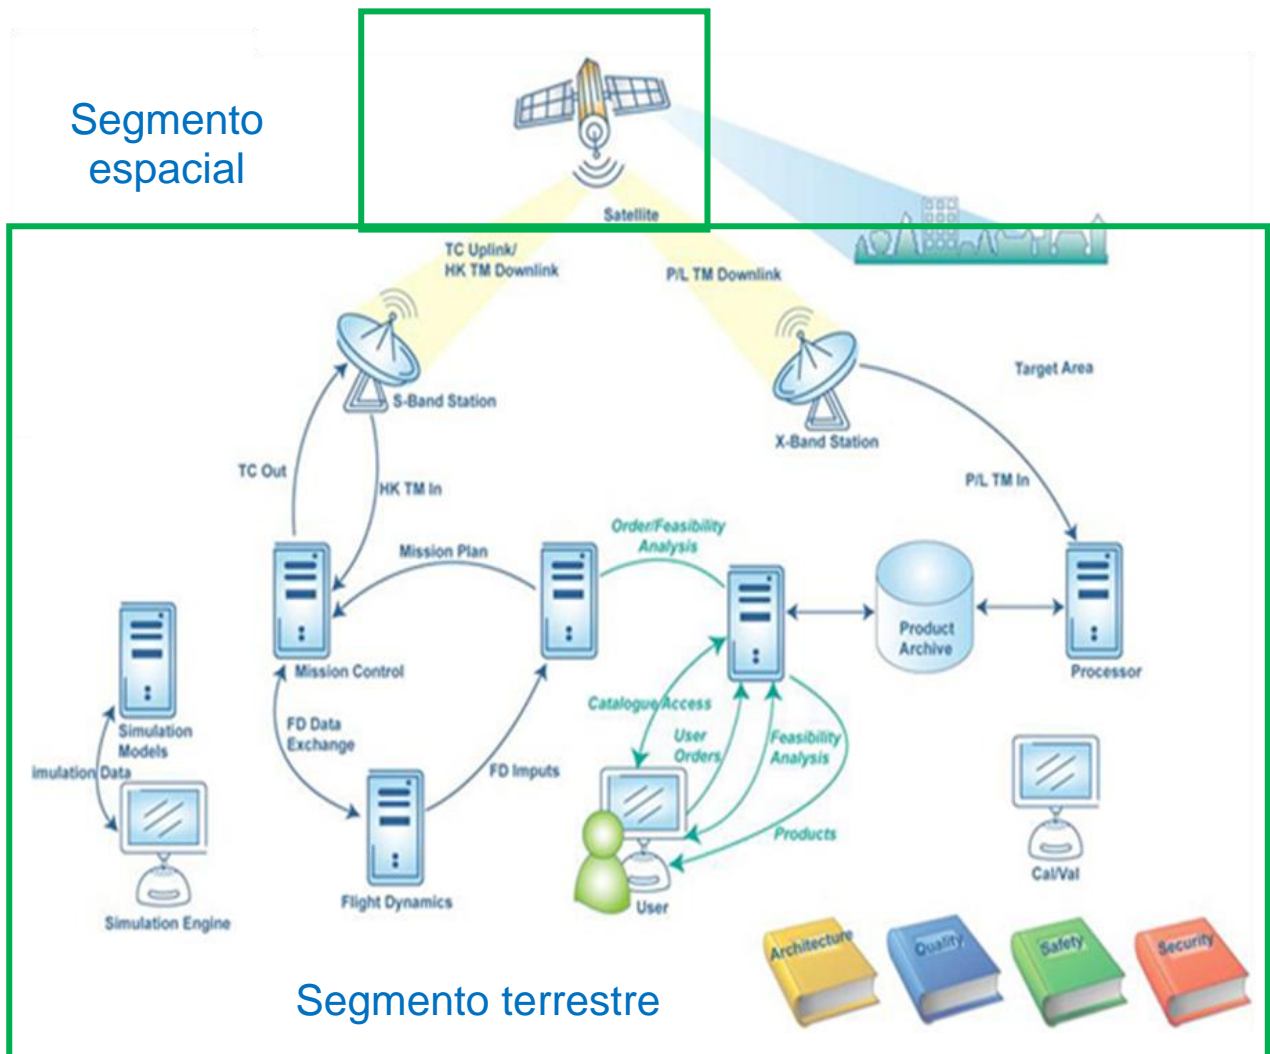 Segmento
espacial
Satellite
TC Uplink/
HK TM Downlink
P/L TM Downlink
Target Area
S-Band Station
X-Band Station
TC Out
HK TM In
P/L TM In
Order/Feasibility
Analysis
Mission Plan
Product
Archive
Mission Control
Processor
Catalogue Access
Simulation
Models
FD Data
Exchange
User
Orders
Feasibility
Analysis
imulation Data
FD Imputs
Products
Cal/Val
Flight Dynamics
User
Simulation Engine
Architecture
Quality
Safety
Security
Segmento terrestre